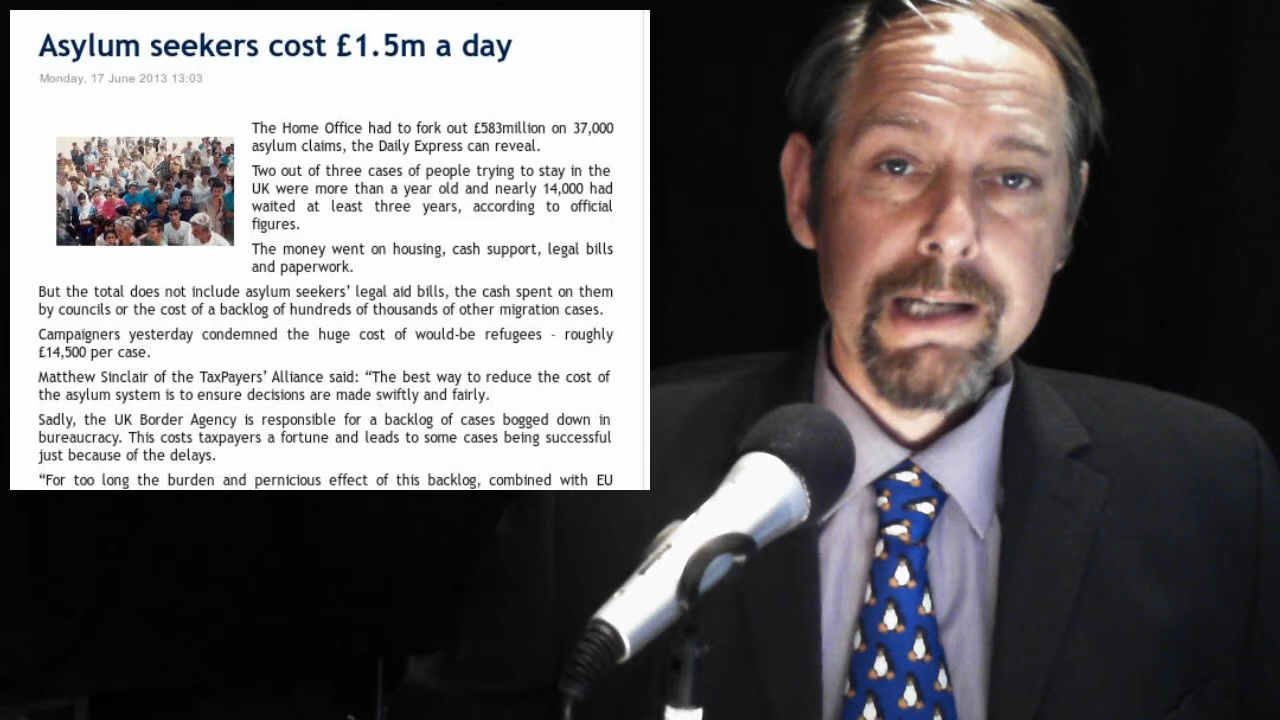 Asylum seekers cost £1.5m a day
Monday, 17 June 2013 13:03
The Home Office had to fork out £583million on 37,000
asylum claims, the Daily Express can reveal.
Two out of three cases of people trying to stay in the
UK were more than a year old and nearly 14,000 had
waited at least three years, according to official
figures.
The money went on housing, cash support, legal bills
and paperwork.
But the total does not include asylum seekers’ legal aid bills, the cash spent on them
by councils or the cost of a backlog of hundreds of thousands of other migration cases.
Campaigners yesterday condemned the huge cost of would-be refugees - roughly
£14,500 per case.
Matthew Sinclair of the TaxPayers’ Alliance said: “The best way to reduce the cost of
the asylum system is to ensure decisions are made swiftly and fairly.
Sadly, the UK Border Agency is responsible for a backlog of cases bogged down in
bureaucracy. This costs taxpayers a fortune and leads to some cases being successful
just because of the delays.
“For too long the burden and pernicious effect of this backlog, combined with EU